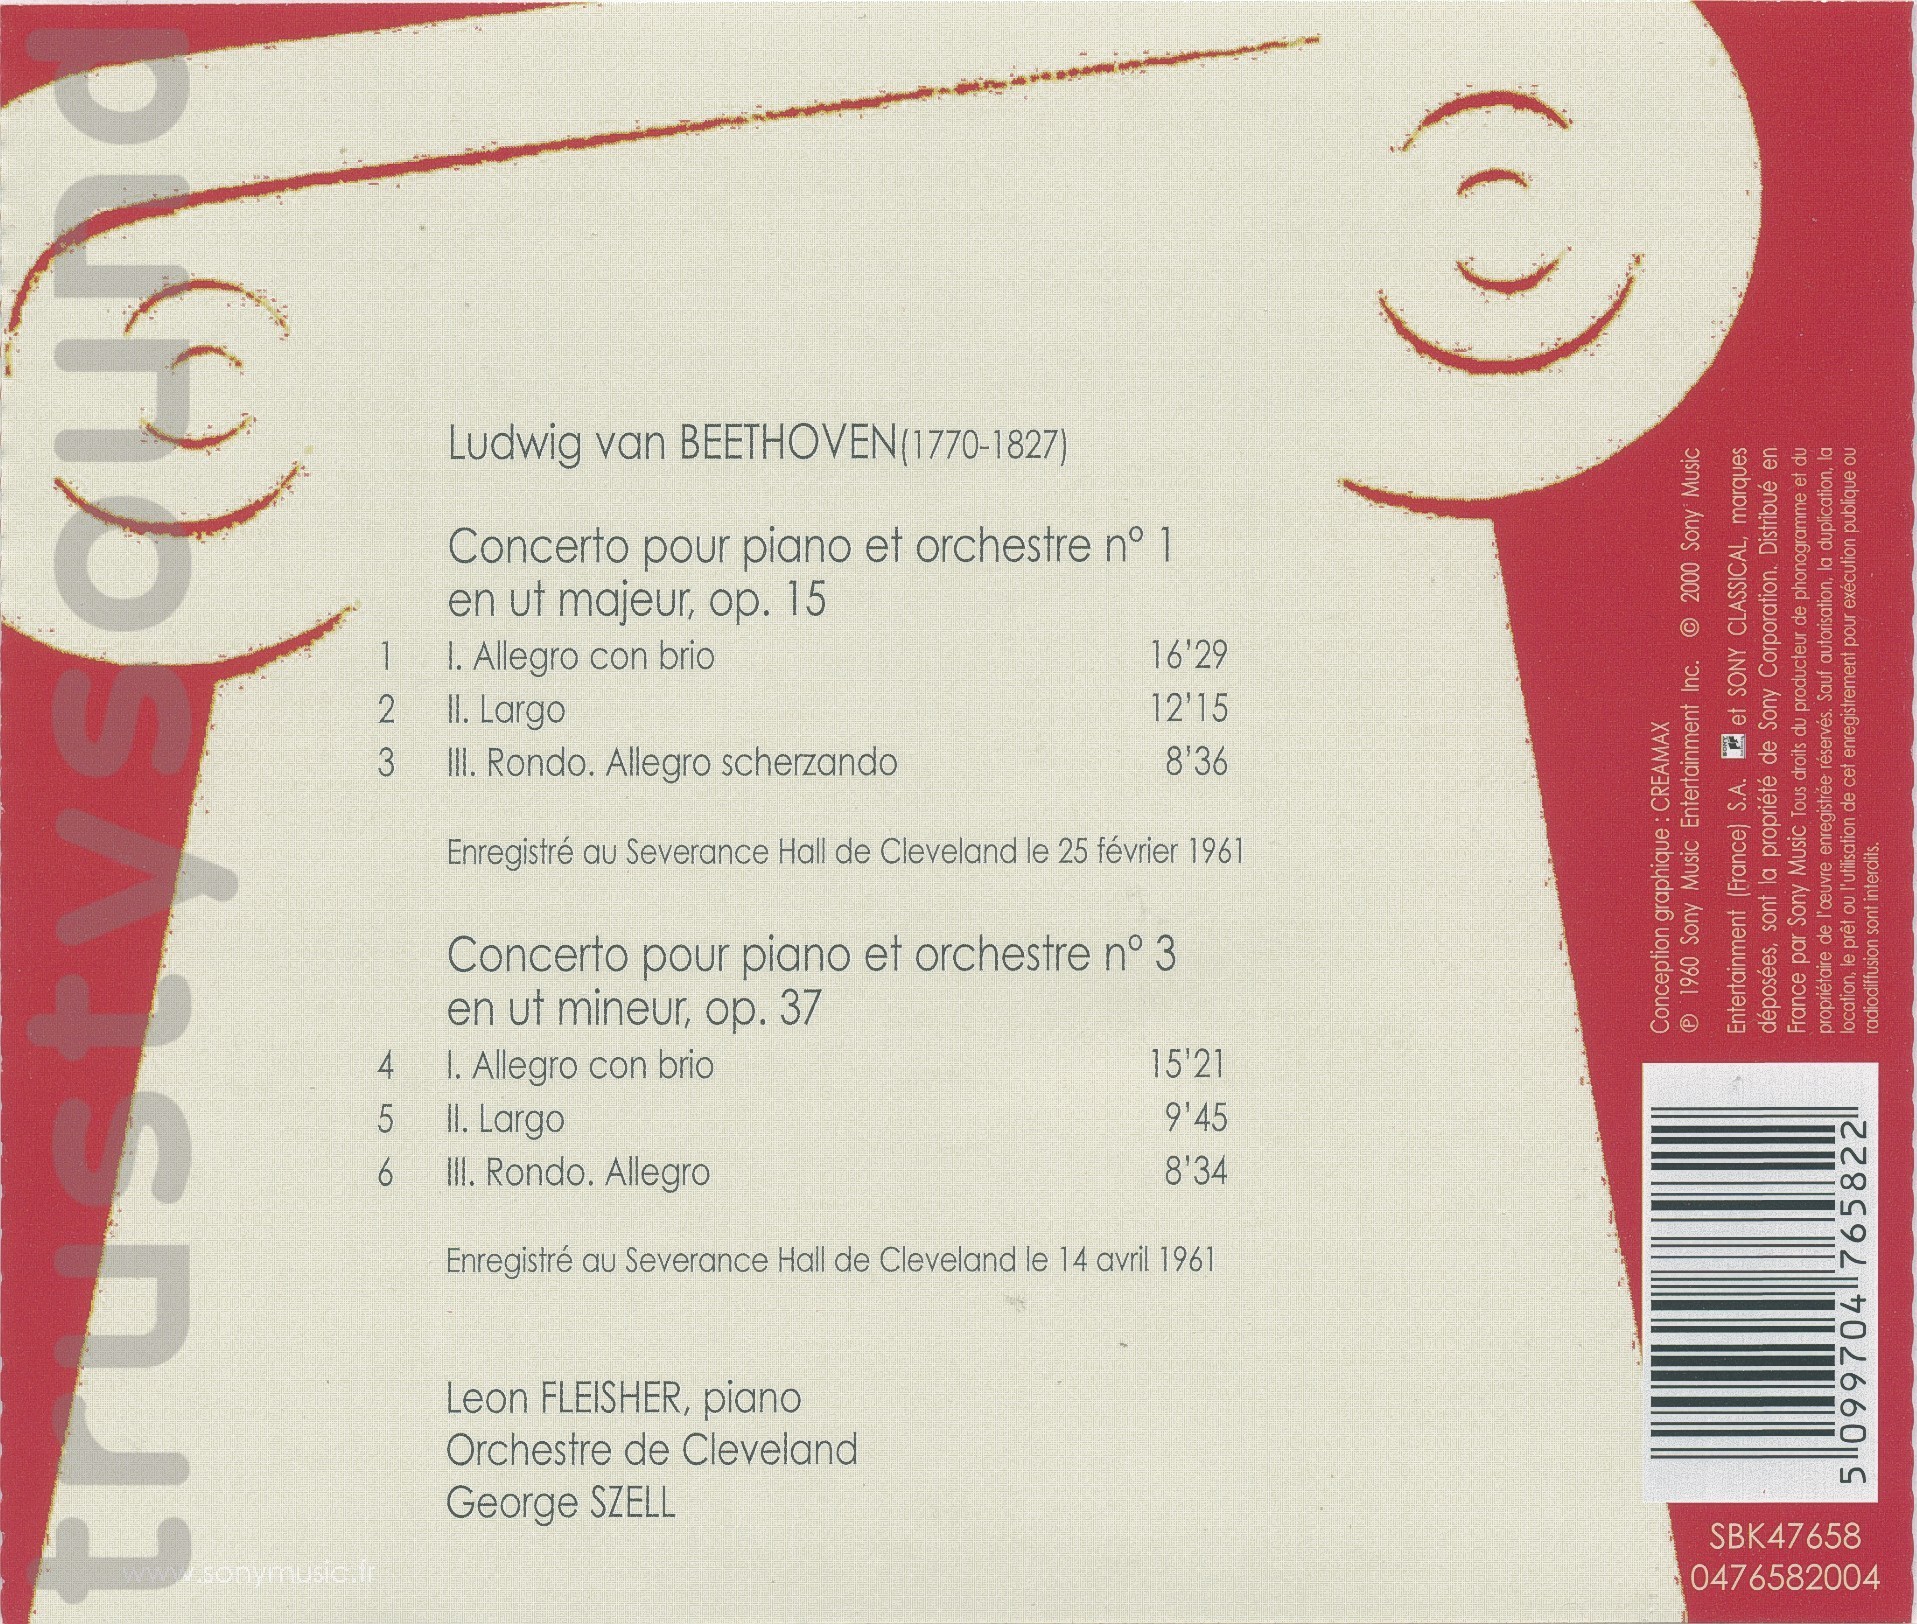 Ludwig van BEETHOVEN(1770-1827)
Concerto pour piano et orchestre nº 1
en ut majeur, op. 15
1 I. Allegro con brio 16'29
2 II. Largo 12'15
3 III. Rondo. Allegro scherzando 8'36
Enregistré au Severance Hall de Cleveland le 25 février 1961
Concerto pour piano et orchestre nº 3
en ut mineur, op. 37
4 I. Allegro con brio 15'21
5 II. Largo 9'45
6 III. Rondo. Allegro 8'34
Enregistré au Severance Hall de Cleveland le 14 avril 1961
Leon FLEISHER, piano
Orchestre de Cleveland
George SZELL
www.sonymusic.fr
trustysound
Conception graphique : CREAMAX
℗ 1960 Sony Music Entertainment Inc. © 2000 Sony Music
Entertainment (France) S.A. et SONY CLASSICAL, marques
déposées, sont la propriété de Sony Corporation. Distribué en
France par Sony Music Tous droits du producteur de phonogramme et du
propriétaire de l'œuvre enregistrée réservés. Sauf autorisation, la duplication, la
location, le prêt ou l'utilisation de cet enregistrement pour exécution publique ou
radiodiffusion sont interdits.
5 099704 765822
SBK47658
0476582004